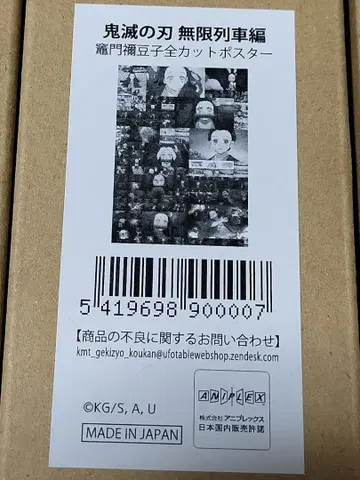 鬼滅の刃 無限列車編
竈門禰豆子全カットポスター
5 419698 900007
【商品の不良に関するお問い合わせ】
kmt_gekizyo_koukan@ufotablewebshop.zendesk.com
ANIPLEX
株式会社 アニプレックス
日本国内販売許諾
©KG/S, A, U
MADE IN JAPAN